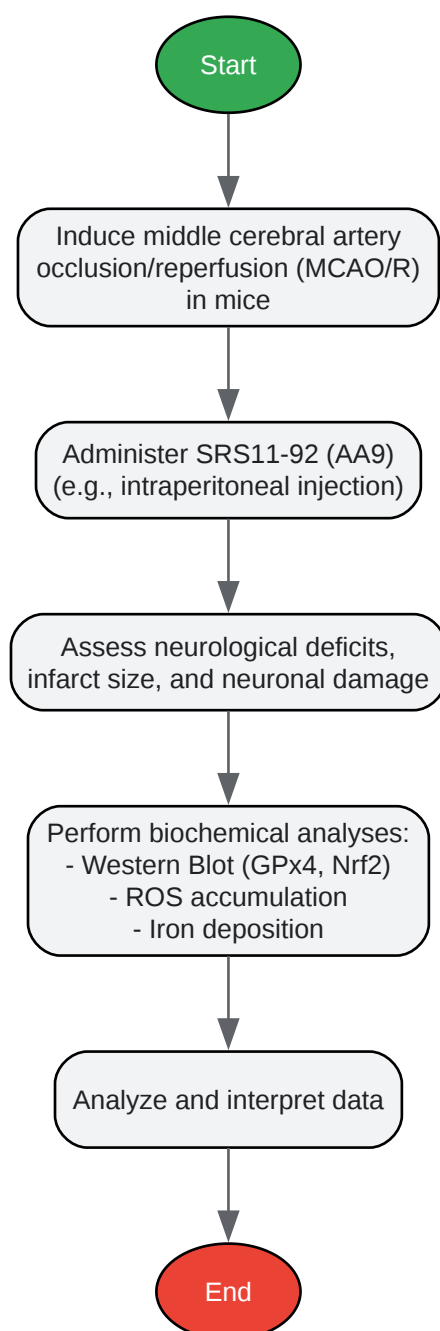 Start
Induce middle cerebral artery
occlusion/reperfusion (MCAO/R)
in mice
Administer SRS11-92 (AA9)
(e.g., intraperitoneal injection)
Assess neurological deficits,
infarct size, and neuronal damage
Perform biochemical analyses:
- Western Blot (GPx4, Nrf2)
- ROS accumulation
- Iron deposition
Analyze and interpret data
End